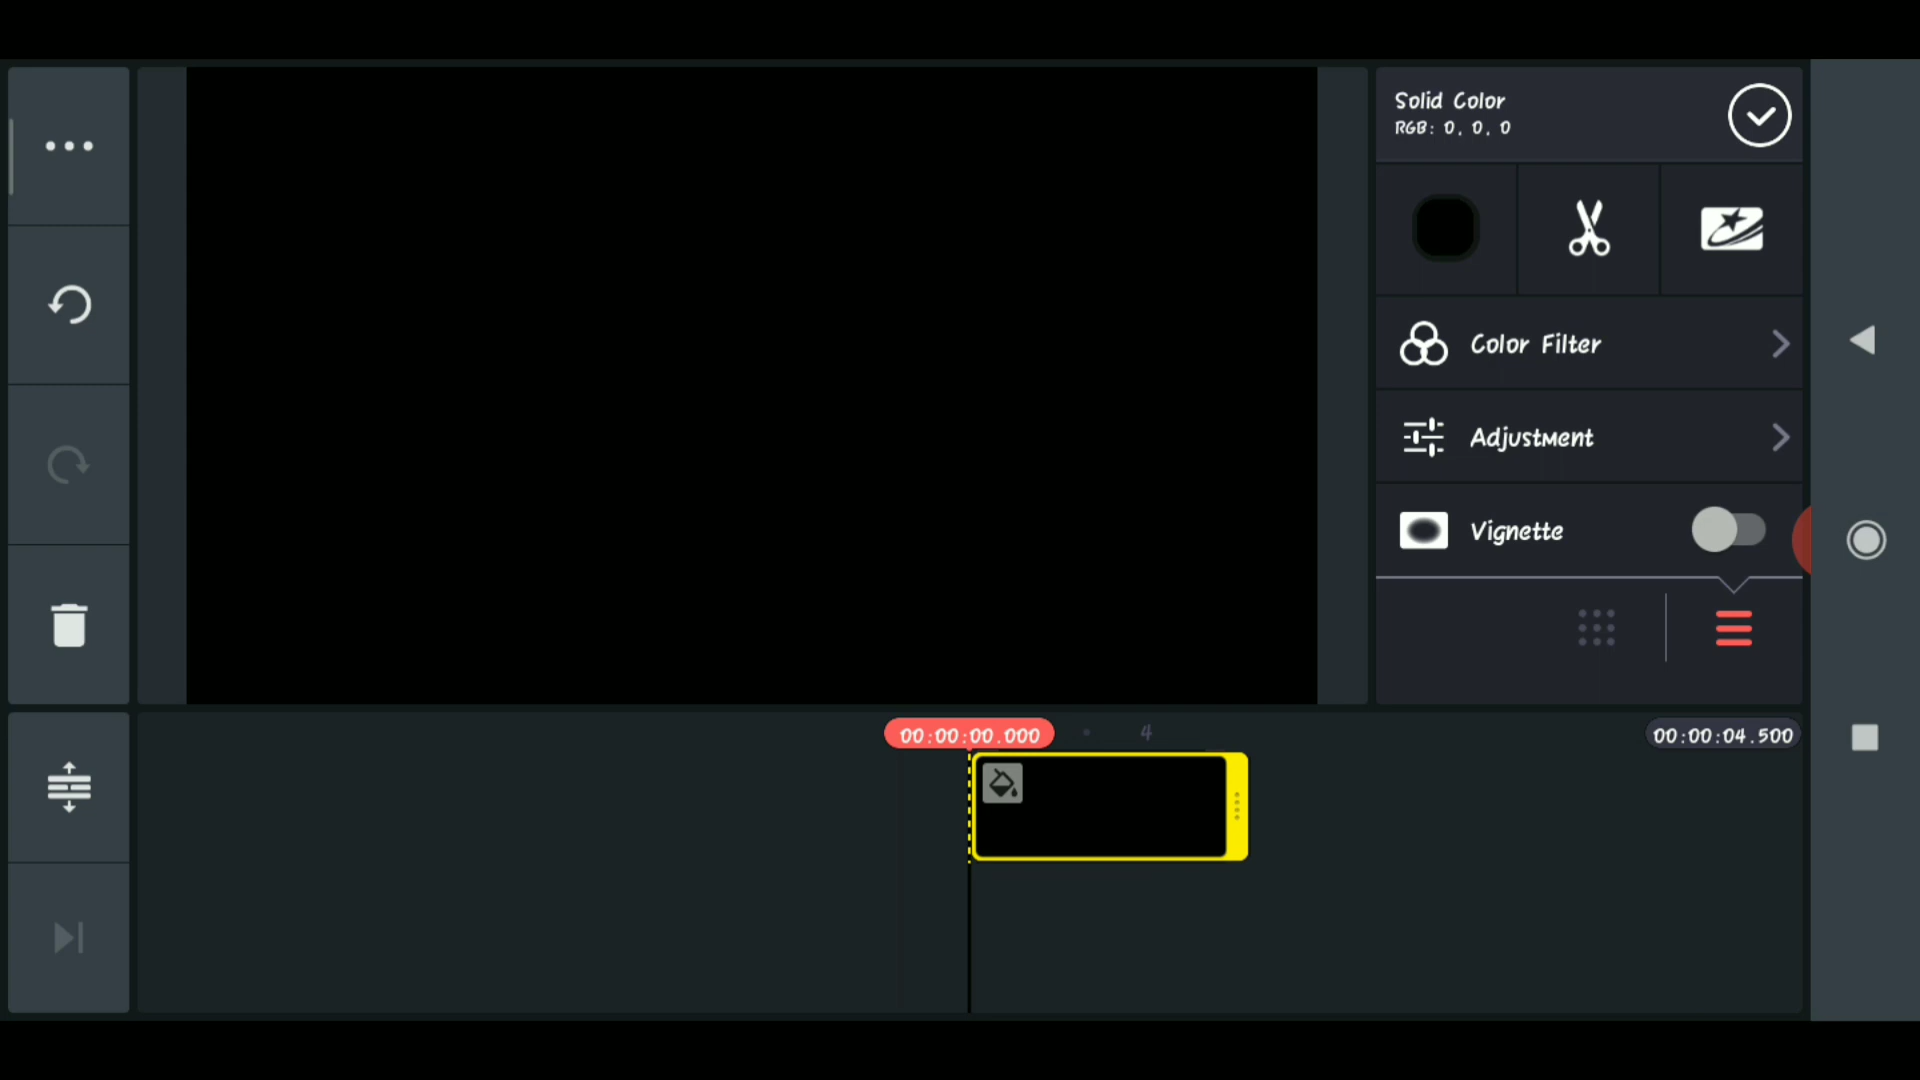 Solid Color
RGB: 0, 0, 0
Color Filter
Adjustment
Vignette
00:00:00.000
4
00:00:04.500